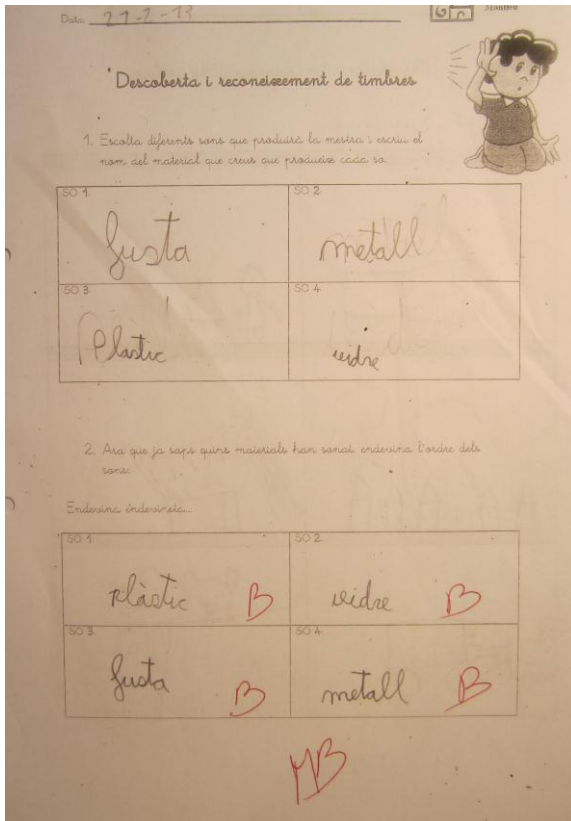 Data: 21-2-13
Descoberta i reconeixement de timbres
1. Escolta diferents sons que produirà la mestra i escriu el
nom del material que creus que produeix cada so.
SO 1
SO 2
fusta
metall
SO 3
SO 4
Plastic
vidre
2. Ara que ja saps quins materials han sonat endevina l'ordre dels
sons.
Endevina endevineta...
SO 1
SO 2
plàstic B
vidre B
SO 3
SO 4
fusta B
metall B
MB